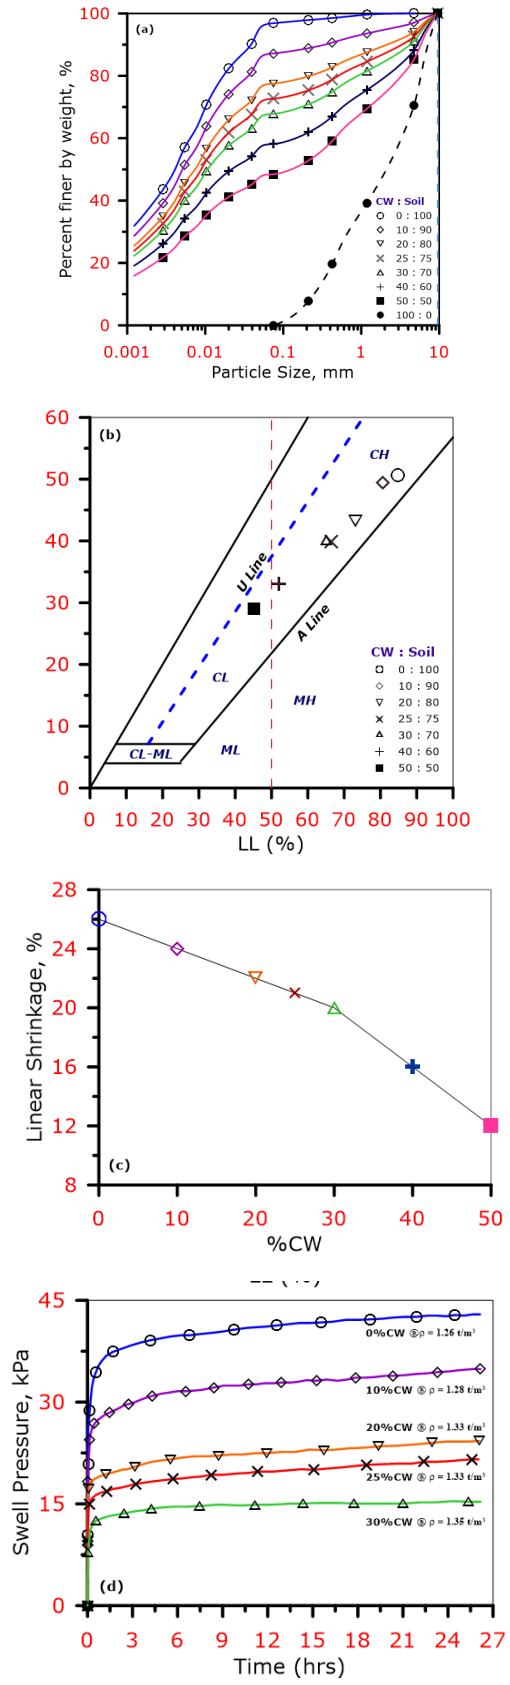 (a)
Percent finer by weight, %
100
80
60
40
20
0
CW : Soil
0 : 100
10 : 90
20 : 80
25 : 75
30 : 70
40 : 60
50 : 50
100 : 0
0.001 0.01 0.1 1 10
Particle Size, mm
(b)
60
50
40
30
20
10
0
CH
U Line
A Line
CL
MH
CL-ML
ML
CW : Soil
0 : 100
10 : 90
20 : 80
25 : 75
30 : 70
40 : 60
50 : 50
0 10 20 30 40 50 60 70 80 90 100
LL (%)
Linear Shrinkage, %
28
24
20
16
12
8
(c)
0 10 20 30 40 50
%CW
Swell Pressure, kPa
45
30
15
0
0%CW @ρ = 1.26 t/m³
10%CW @ ρ = 1.28 t/m³
20%CW @ ρ = 1.33 t/m³
25%CW @ ρ = 1.33 t/m³
30%CW @ ρ = 1.35 t/m³
(d)
0 3 6 9 12 15 18 21 24 27
Time (hrs)